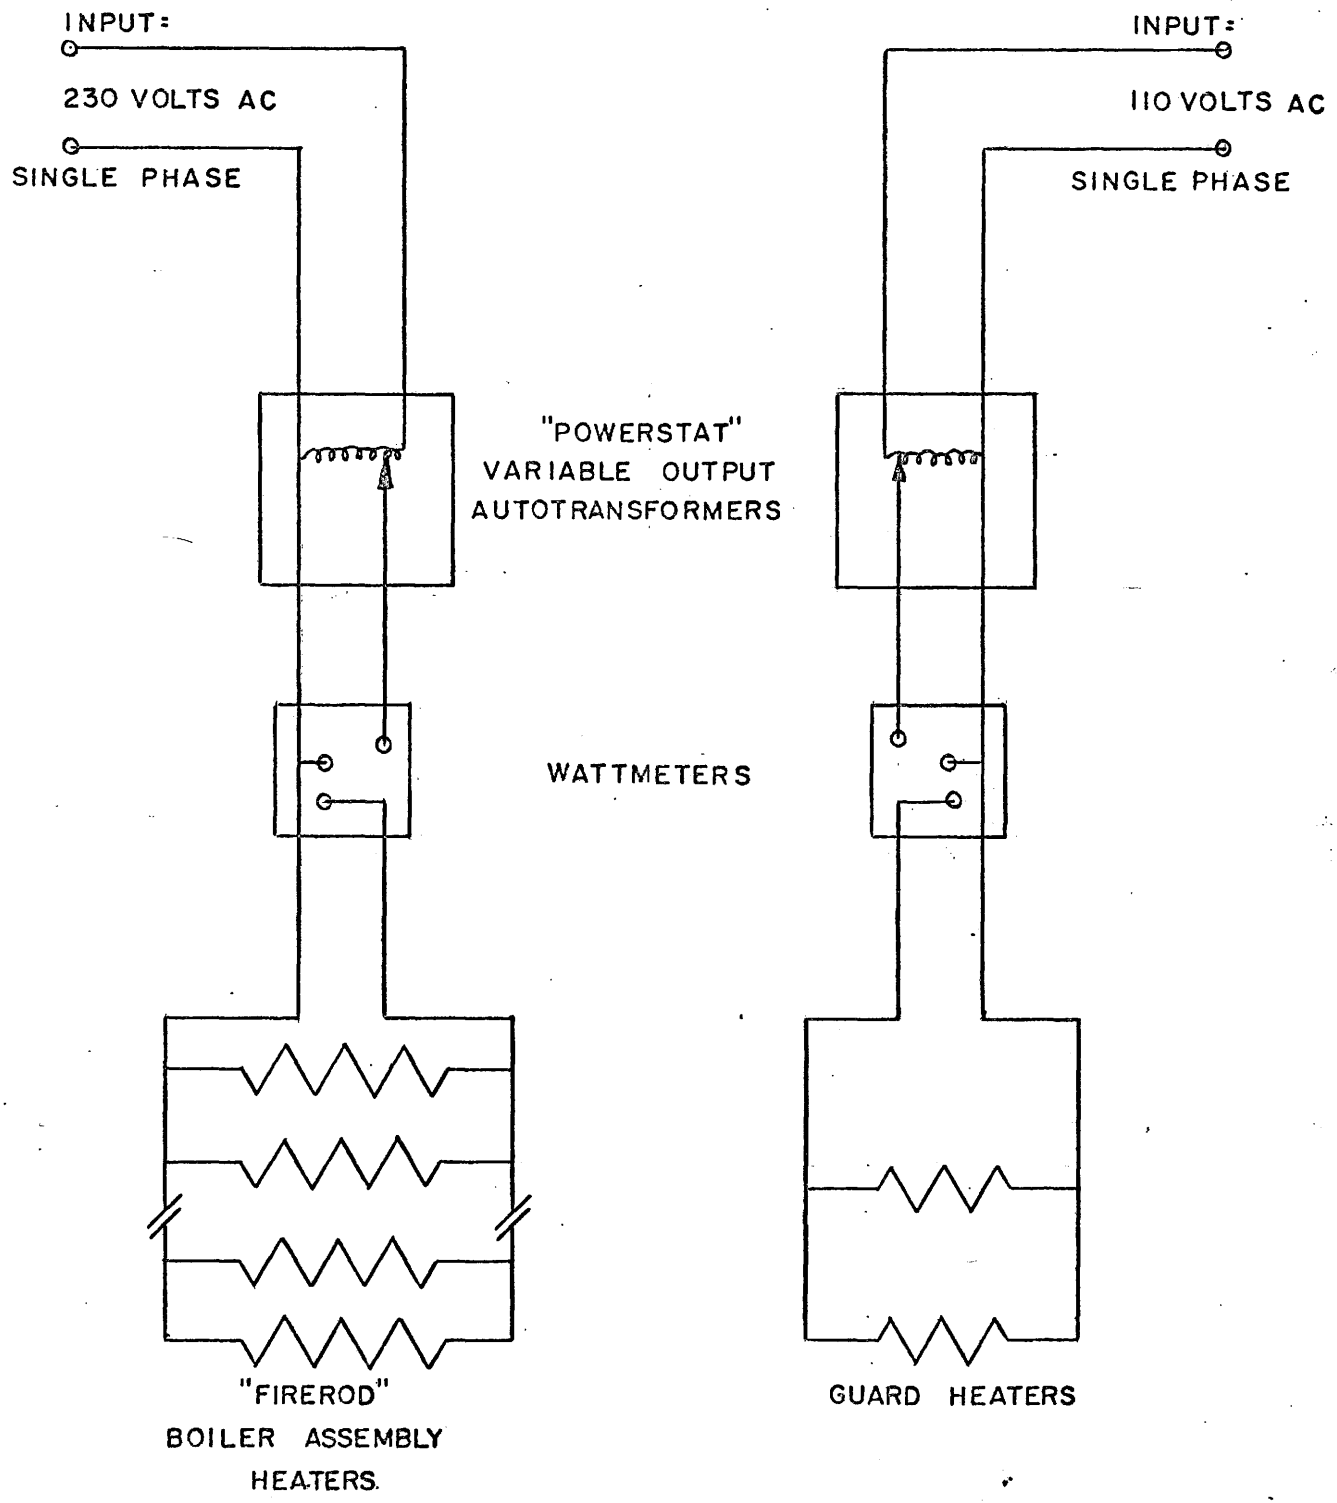 INPUT:
230 VOLTS AC
SINGLE PHASE
INPUT:
110 VOLTS AC
SINGLE PHASE
"POWERSTAT"
VARIABLE OUTPUT
AUTOTRANSFORMERS
WATTMETERS
"FIREROD"
BOILER ASSEMBLY
HEATERS.
GUARD HEATERS